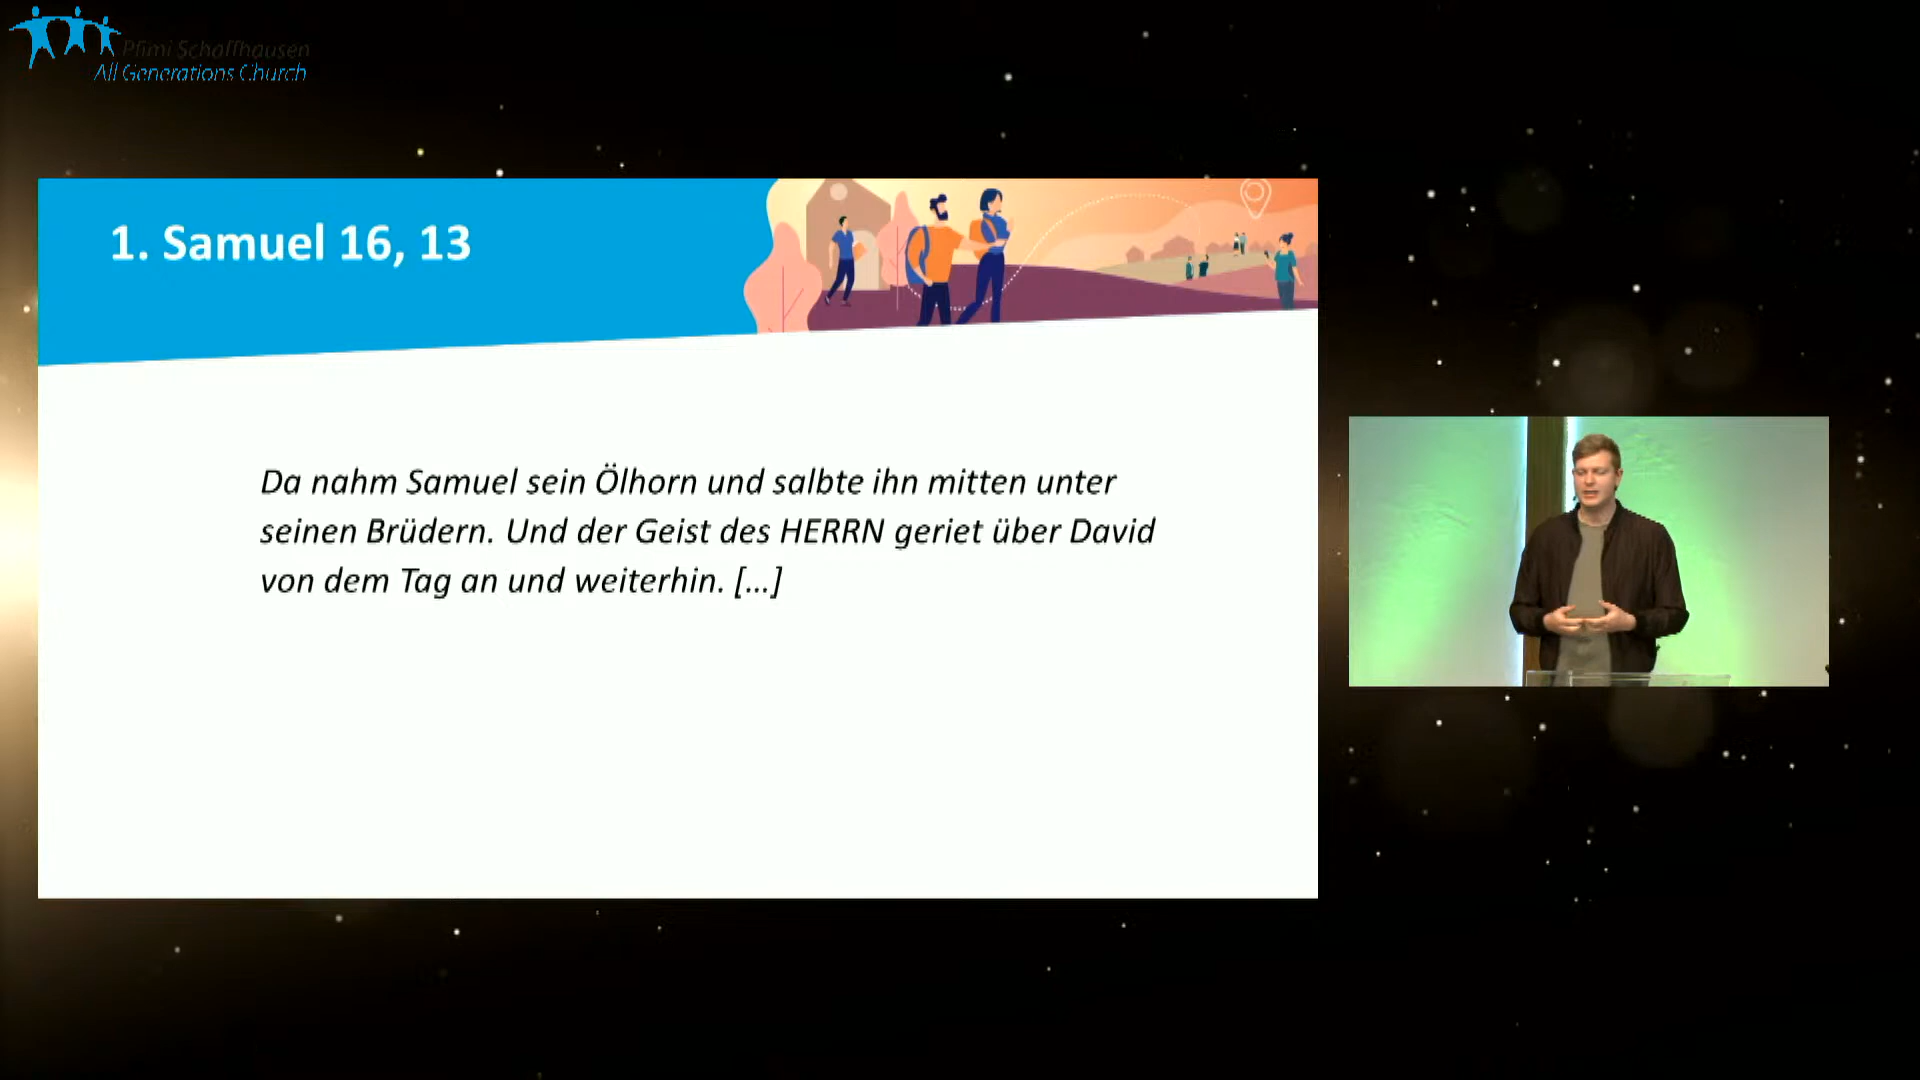 Pfimi Schaffhausen
All Generations Church
1. Samuel 16, 13
Da nahm Samuel sein Ölhorn und salbte ihn mitten unter
seinen Brüdern. Und der Geist des HERRN geriet über David
von dem Tag an und weiterhin. [...]